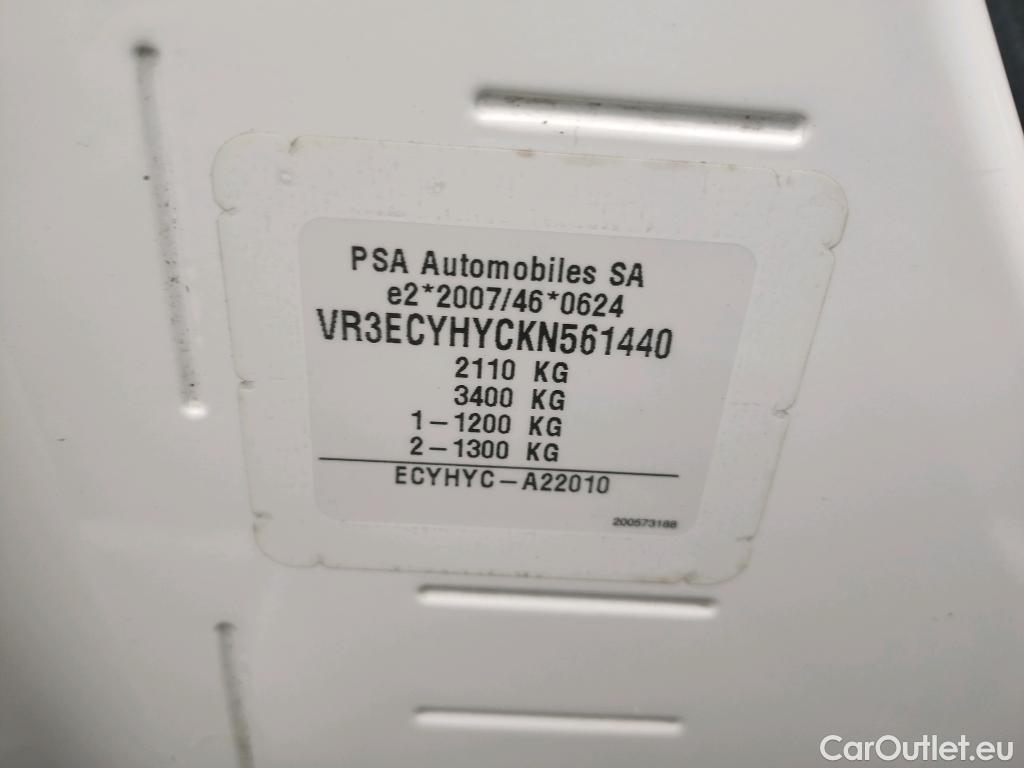 PSA Automobiles SA
e2*2007/46*0624
VR3ECYHYCKN561440
2110 KG
3400 KG
1-1200 KG
2-1300 KG
ECYHYC-A22010
200573188
CarOutlet.eu